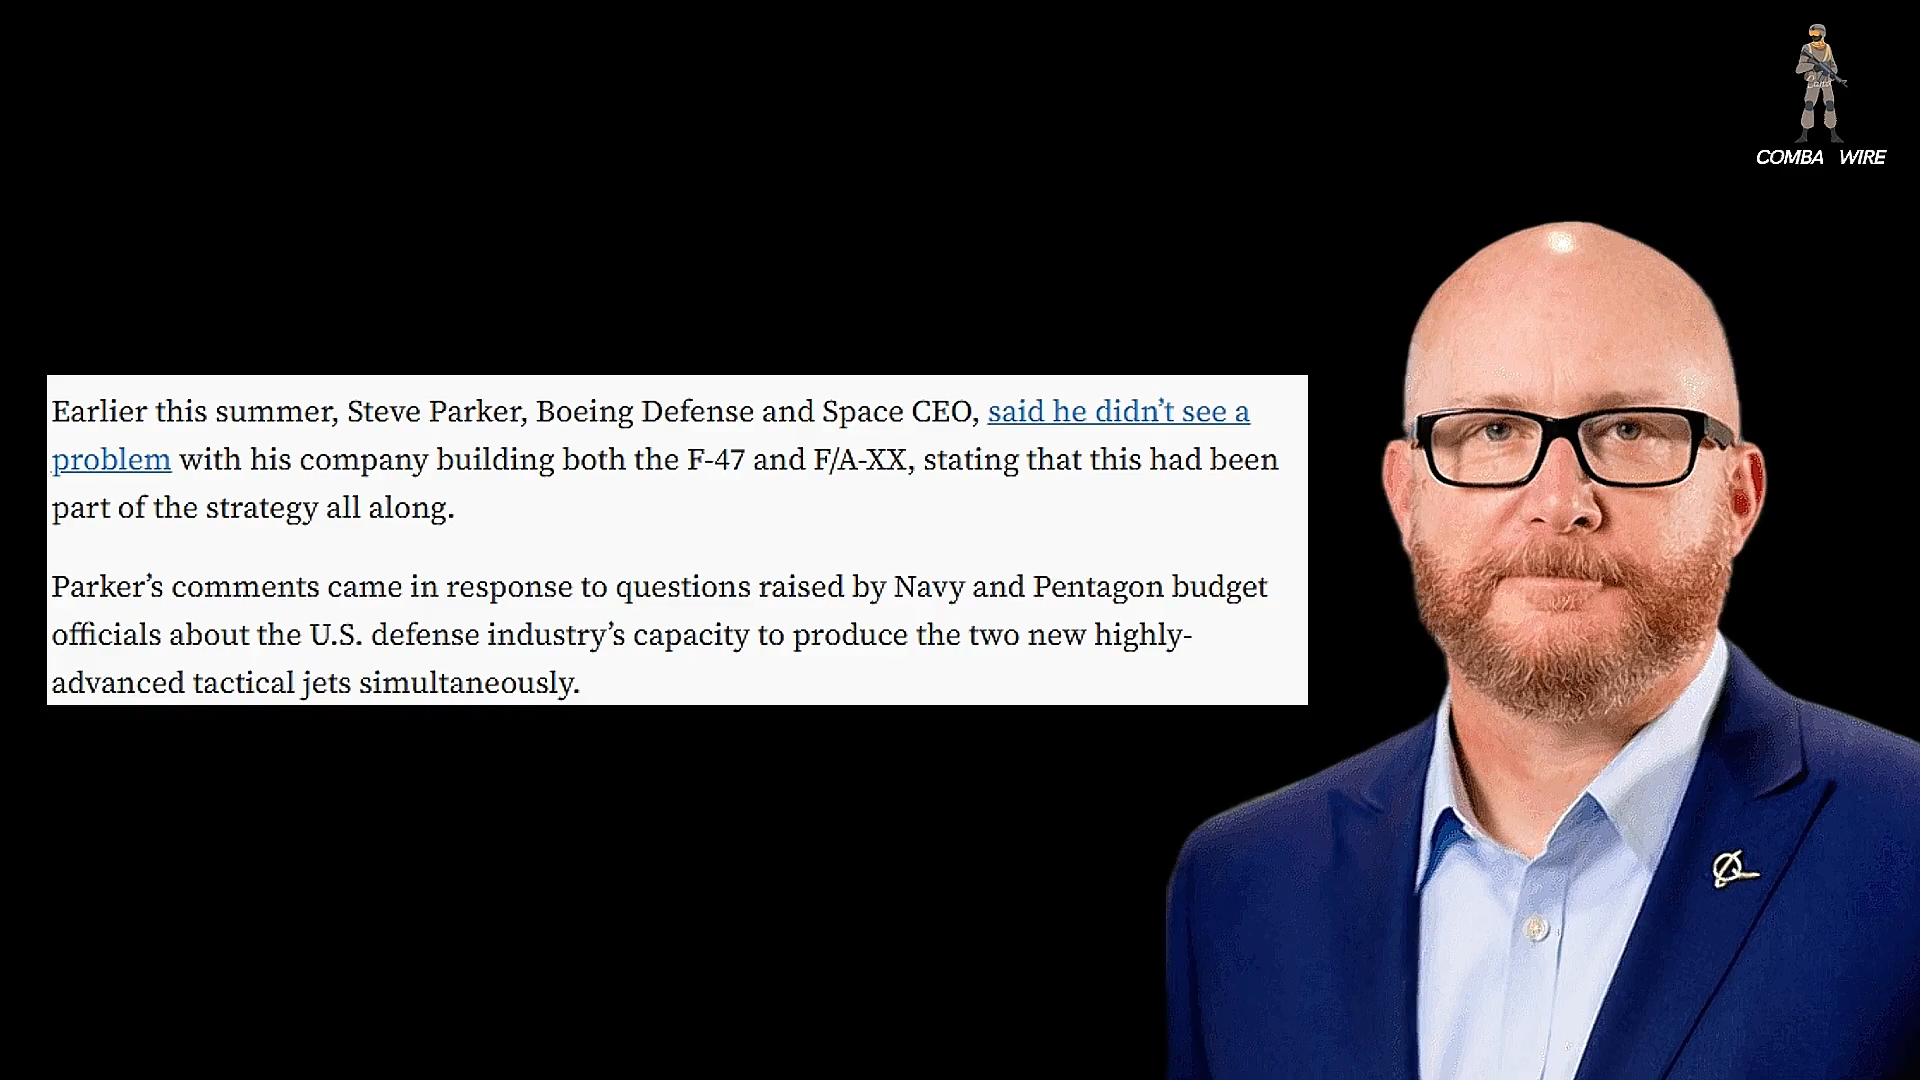 COMBA WIRE
Earlier this summer, Steve Parker, Boeing Defense and Space CEO, said he didn’t see a
problem with his company building both the F-47 and F/A-XX, stating that this had been
part of the strategy all along.
Parker’s comments came in response to questions raised by Navy and Pentagon budget
officials about the U.S. defense industry’s capacity to produce the two new highly-
advanced tactical jets simultaneously.